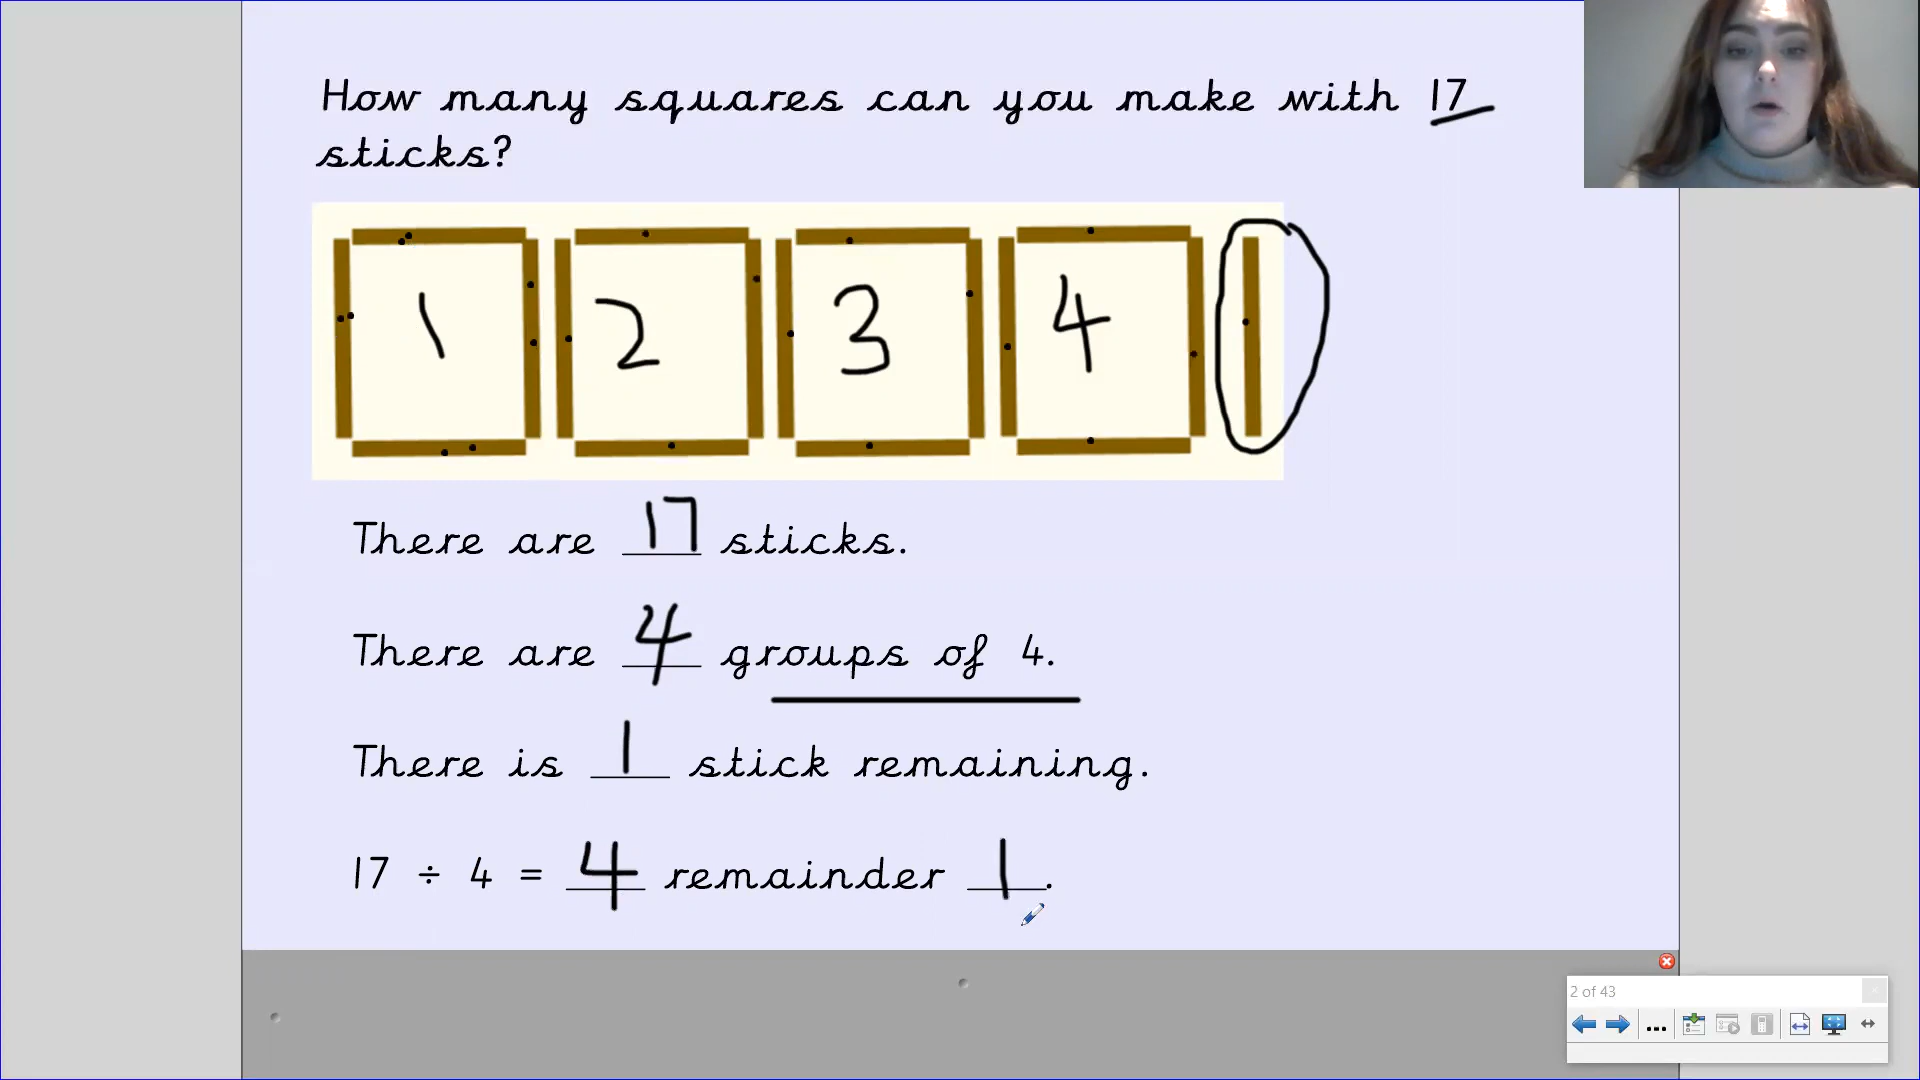 How many squares can you make with 17
sticks?
1 2 3 4
There are 17 sticks.
There are 4 groups of 4.
There is 1 stick remaining.
17 ÷ 4 = 4 remainder 1.
2 of 43